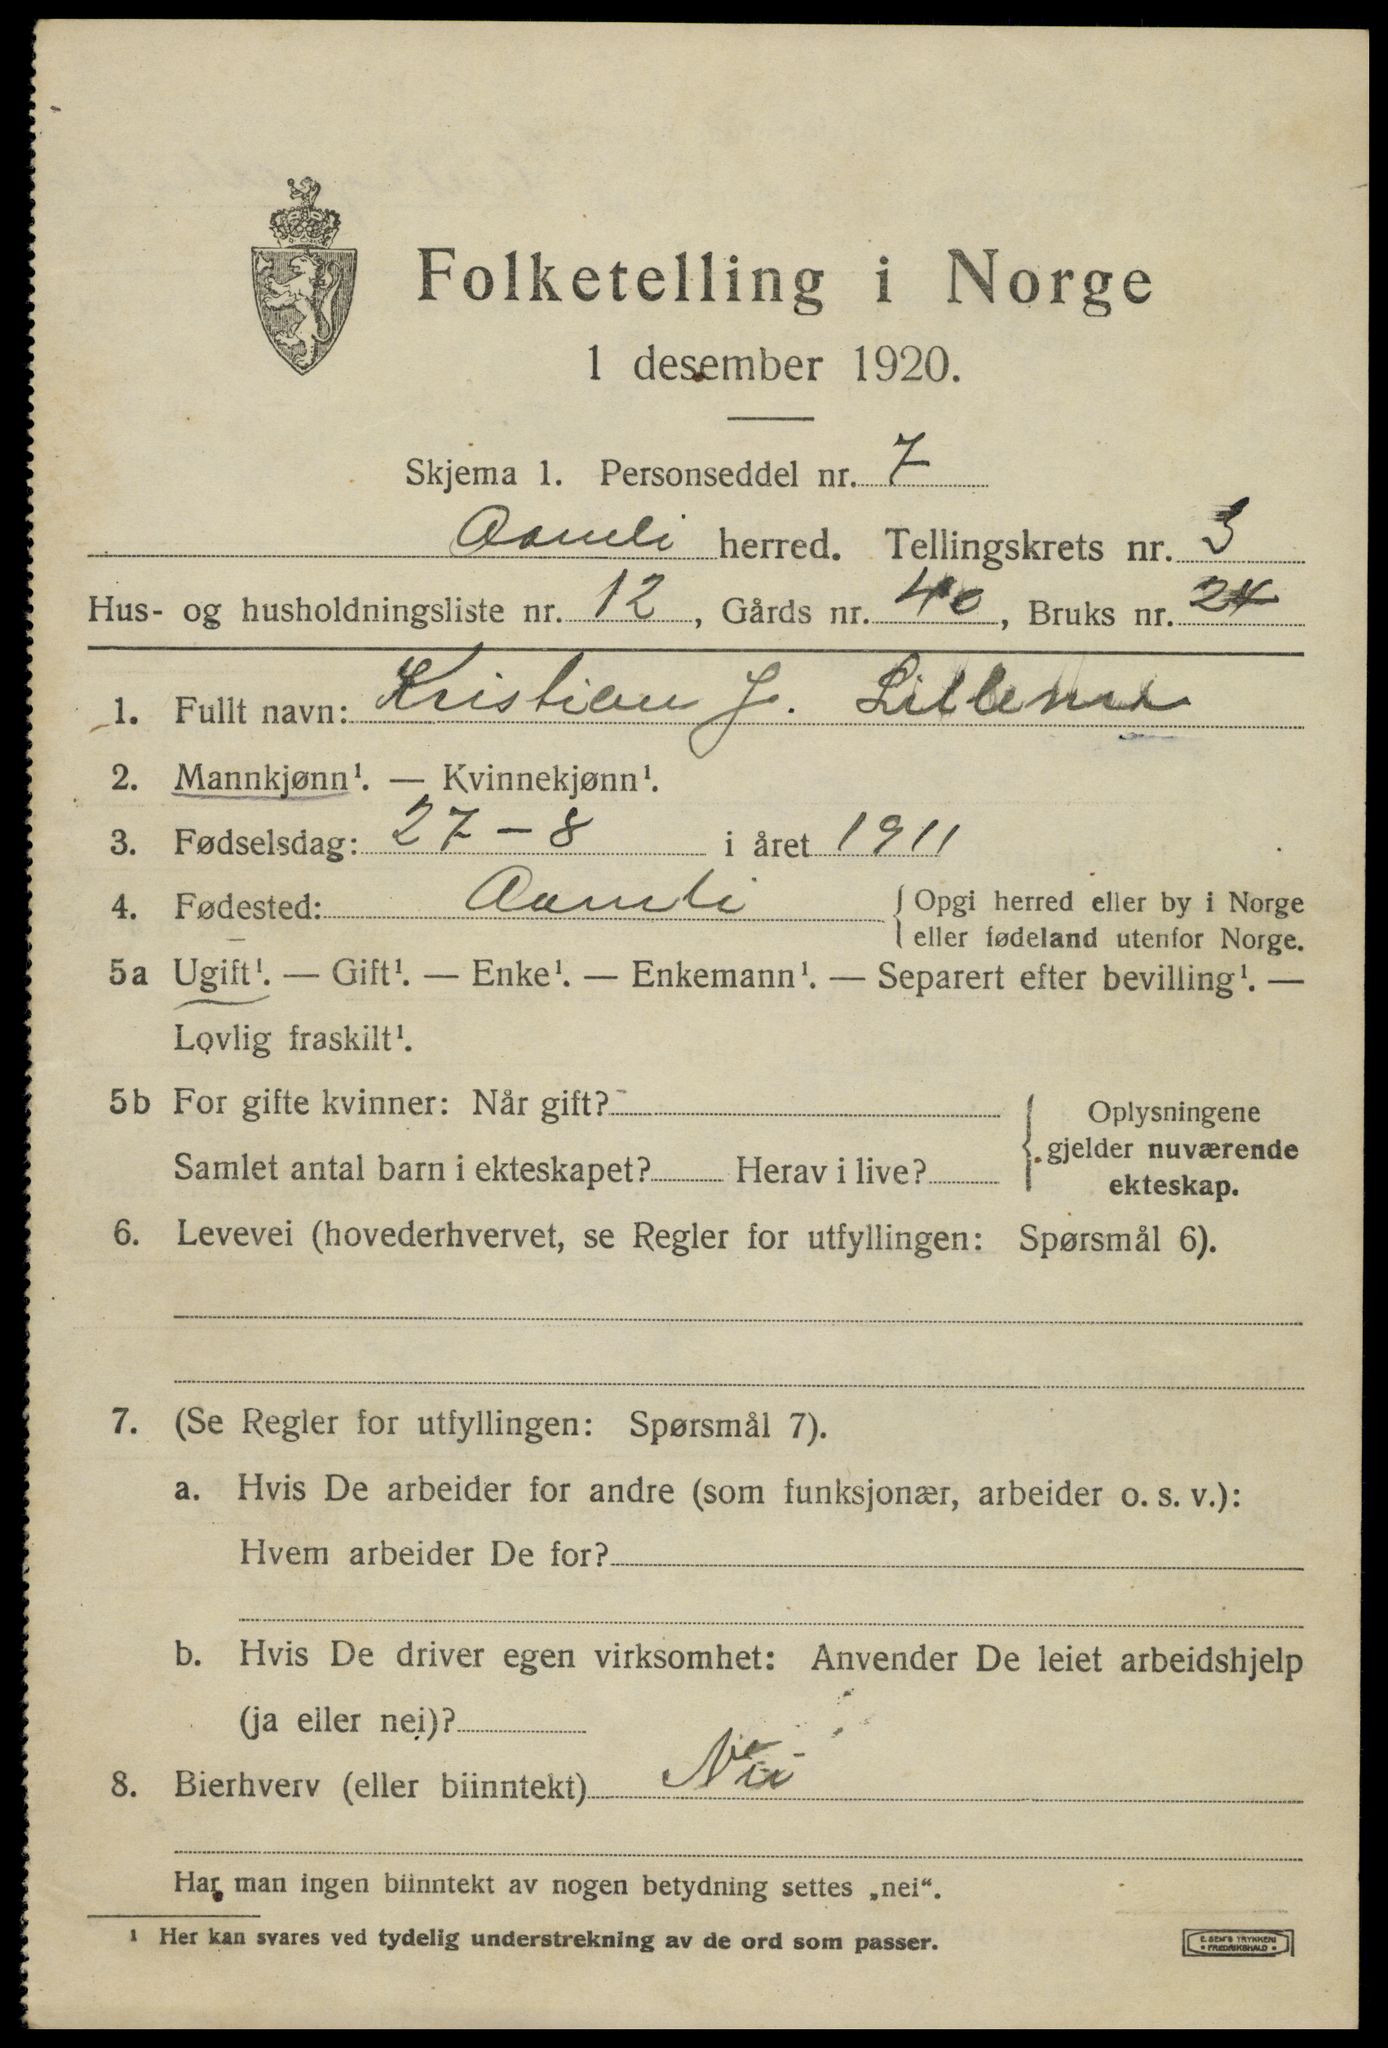 Folketelling i Norge
1 desember 1920.
Skjema 1. Personseddel nr. 7
Aamli herred. Tellingskrets nr. 3
Hus- og husholdningsliste nr. 12, Gårds nr. 40, Bruks nr.
1. Fullt navn: Kristian J.
2. Mannkjønn¹. — Kvinnekjønn¹.
3. Fødselsdag: 27 – 8 i året 1911
4. Fødested: Aamli { Opgi herred eller by i Norge
eller fødeland utenfor Norge.
5a Ugift¹. — Gift¹. — Enke¹. — Enkemann¹. — Separert efter bevilling¹. —
Lovlig fraskilt¹.
5b For gifte kvinner: Når gift? { Oplysningene
gjelder nuværende
Samlet antal barn i ekteskapet? Herav i live?
ekteskap.
6. Levevei (hovederhvervet, se Regler for utfyllingen: Spørsmål 6).
7. (Se Regler for utfyllingen: Spørsmål 7).
a. Hvis De arbeider for andre (som funksjonær, arbeider o. s. v.):
Hvem arbeider De for?
b. Hvis De driver egen virksomhet: Anvender De leiet arbeidshjelp
(ja eller nei)?
8. Bierhverv (eller biinntekt) Nei
Har man ingen biinntekt av nogen betydning settes „nei“.
¹ Her kan svares ved tydelig understrekning av de ord som passer.
E. SEM'S TRYKKERI
• FREDRIKSHALD •